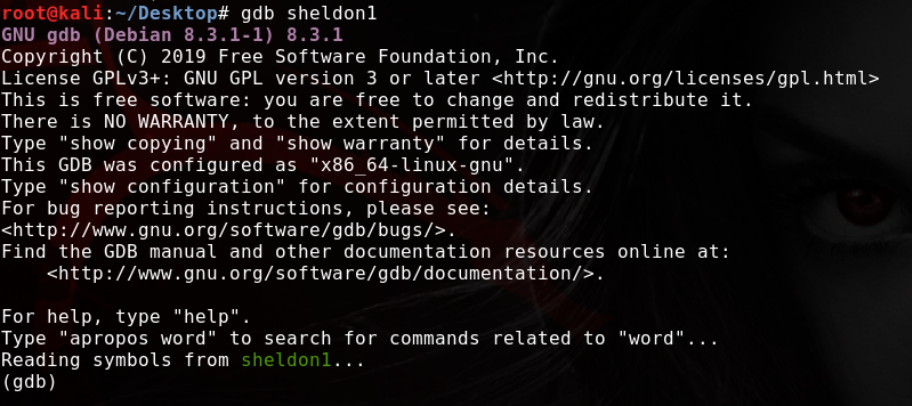 root@kali:~/Desktop# gdb sheldon1
GNU gdb (Debian 8.3.1-1) 8.3.1
Copyright (C) 2019 Free Software Foundation, Inc.
License GPLv3+: GNU GPL version 3 or later <http://gnu.org/licenses/gpl.html>
This is free software: you are free to change and redistribute it.
There is NO WARRANTY, to the extent permitted by law.
Type "show copying" and "show warranty" for details.
This GDB was configured as "x86_64-linux-gnu".
Type "show configuration" for configuration details.
For bug reporting instructions, please see:
<http://www.gnu.org/software/gdb/bugs/>.
Find the GDB manual and other documentation resources online at:
    <http://www.gnu.org/software/gdb/documentation/>.

For help, type "help".
Type "apropos word" to search for commands related to "word"...
Reading symbols from sheldon1...
(gdb)